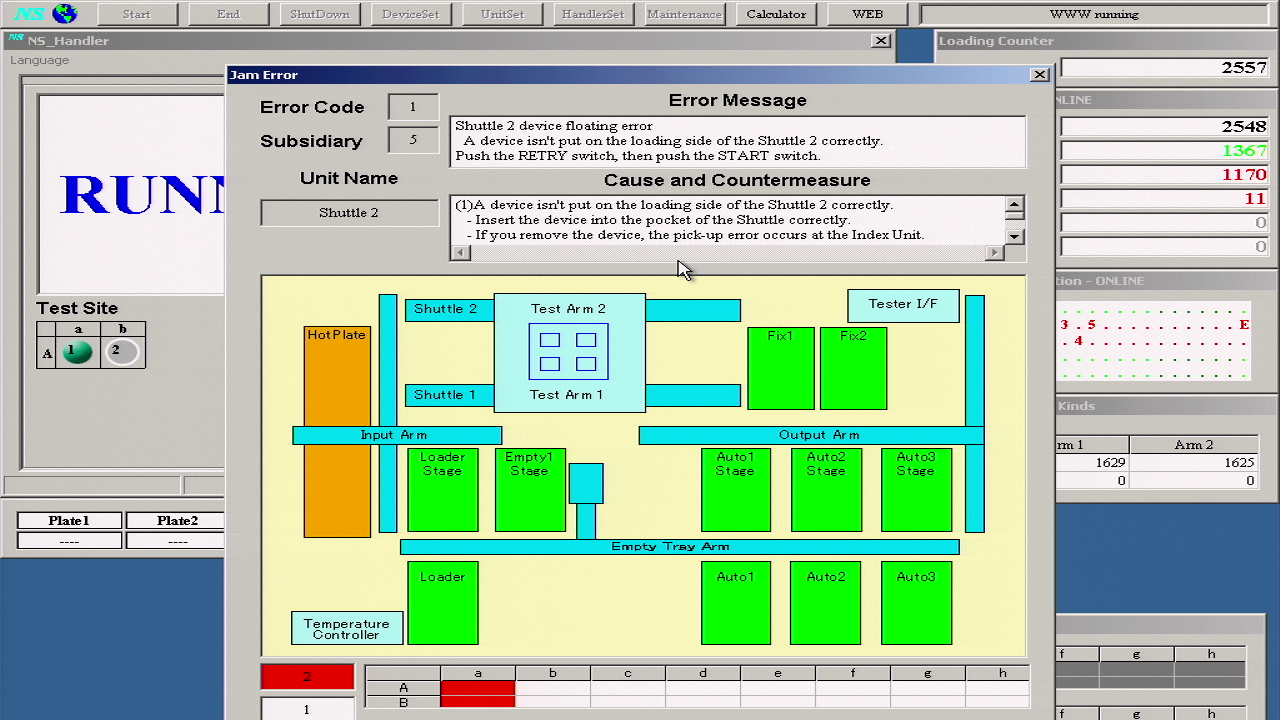 NS Start End ShutDown DeviceSet UnitSet HandlerSet Maintenance Calculator WEB WWW running
NS NS_Handler
Language
RUNN
Test Site
a b
A 1 2
Plate1 Plate2
---- ----
Jam Error
Error Code 1
Subsidiary 5
Unit Name
Shuttle 2
Error Message
Shuttle 2 device floating error
A device isn't put on the loading side of the Shuttle 2 correctly.
Push the RETRY switch, then push the START switch.
Cause and Countermeasure
(1)A device isn't put on the loading side of the Shuttle 2 correctly.
- Insert the device into the pocket of the Shuttle correctly.
- If you remove the device, the pick-up error occurs at the Index Unit.
Shuttle 2 Test Arm 2 Tester I/F
HotPlate Fix1 Fix2
Shuttle 1 Test Arm 1
Input Arm Output Arm
Loader Stage Empty1 Stage Auto1 Stage Auto2 Stage Auto3 Stage
Empty Tray Arm
Loader Auto1 Auto2 Auto3
Temperature Controller
2
1
a b c d e f g h
A
B
Loading Counter
2557
NLINE
2548
1367
1170
11
0
0
tion - ONLINE
3 . 5 . . . . . . . . . E
. 4 . . . . . . . . . .
Kinds
rm 1 Arm 2
1629 1625
0 0
f g h
f g h